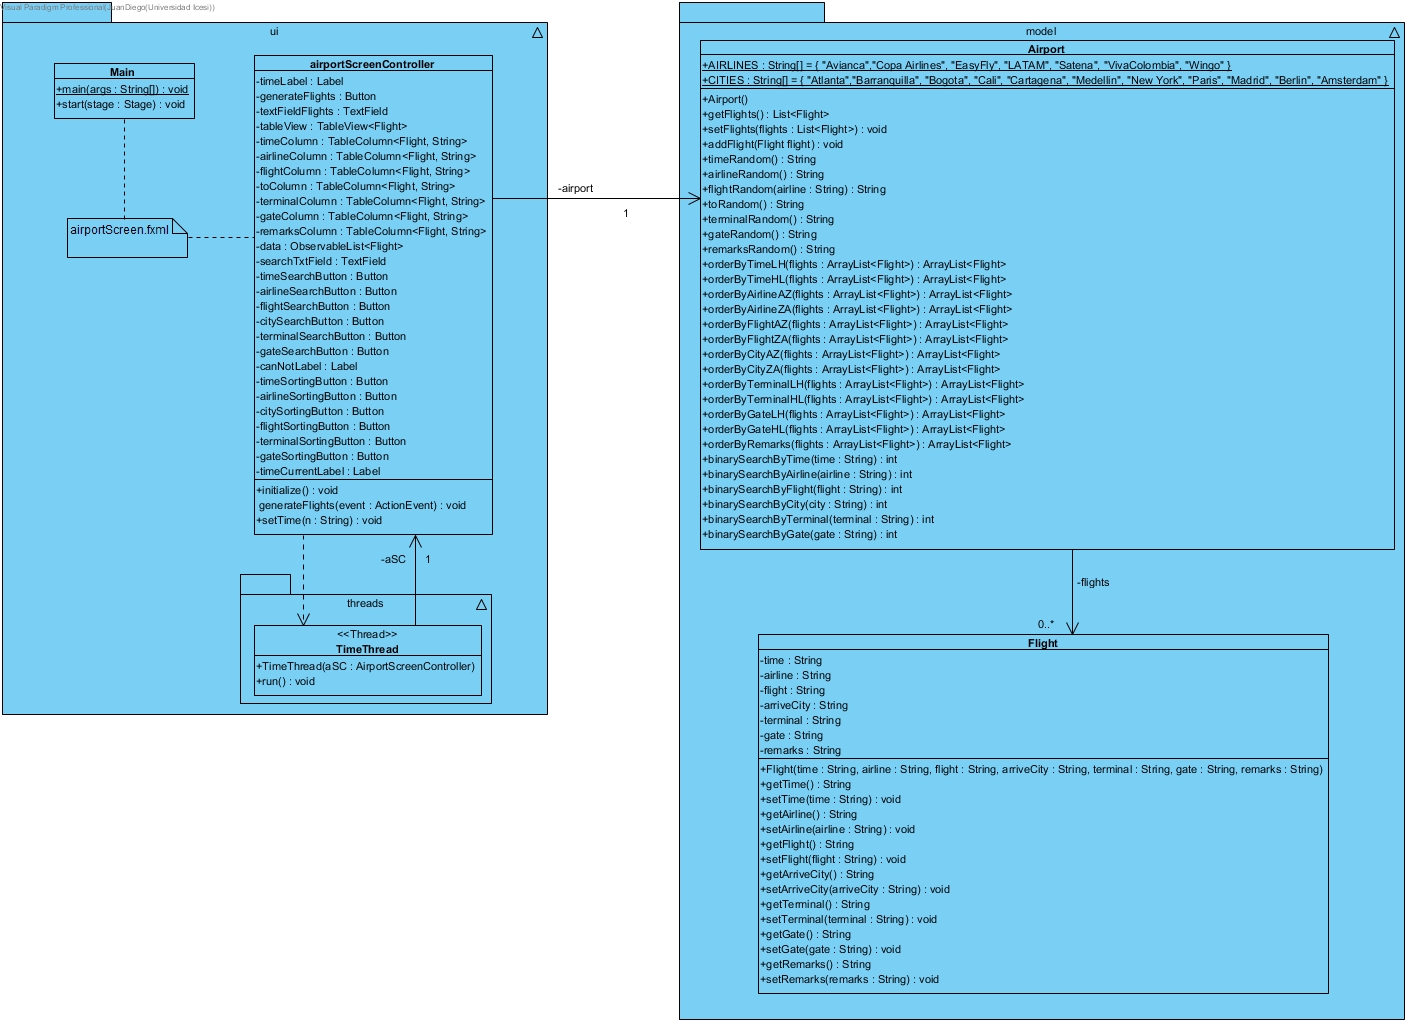 Visual Paradigm Professional(JuanDiego(Universidad Icesi))
ui
Main
+main(args : String[]) : void
+start(stage : Stage) : void
airportScreen.fxml
airportScreenController
-timeLabel : Label
-generateFlights : Button
-textFieldFlights : TextField
-tableView : TableView<Flight>
-timeColumn : TableColumn<Flight, String>
-airlineColumn : TableColumn<Flight, String>
-flightColumn : TableColumn<Flight, String>
-toColumn : TableColumn<Flight, String>
-terminalColumn : TableColumn<Flight, String>
-gateColumn : TableColumn<Flight, String>
-remarksColumn : TableColumn<Flight, String>
-data : ObservableList<Flight>
-searchTxtField : TextField
-timeSearchButton : Button
-airlineSearchButton : Button
-flightSearchButton : Button
-citySearchButton : Button
-terminalSearchButton : Button
-gateSearchButton : Button
-canNotLabel : Label
-timeSortingButton : Button
-airlineSortingButton : Button
-citySortingButton : Button
-flightSortingButton : Button
-terminalSortingButton : Button
-gateSortingButton : Button
-timeCurrentLabel : Label
+initialize() : void
generateFlights(event : ActionEvent) : void
+setTime(n : String) : void
-aSC
1
threads
<<Thread>>
TimeThread
+TimeThread(aSC : AirportScreenController)
+run() : void
-airport
1
model
Airport
+AIRLINES : String[] = { "Avianca","Copa Airlines", "EasyFly", "LATAM", "Satena", "VivaColombia", "Wingo" }
+CITIES : String[] = { "Atlanta","Barranquilla", "Bogota", "Cali", "Cartagena", "Medellin", "New York", "Paris", "Madrid", "Berlin", "Amsterdam" }
+Airport()
+getFlights() : List<Flight>
+setFlights(flights : List<Flight>) : void
+addFlight(Flight flight) : void
+timeRandom() : String
+airlineRandom() : String
+flightRandom(airline : String) : String
+toRandom() : String
+terminalRandom() : String
+gateRandom() : String
+remarksRandom() : String
+orderByTimeLH(flights : ArrayList<Flight>) : ArrayList<Flight>
+orderByTimeHL(flights : ArrayList<Flight>) : ArrayList<Flight>
+orderByAirlineAZ(flights : ArrayList<Flight>) : ArrayList<Flight>
+orderByAirlineZA(flights : ArrayList<Flight>) : ArrayList<Flight>
+orderByFlightAZ(flights : ArrayList<Flight>) : ArrayList<Flight>
+orderByFlightZA(flights : ArrayList<Flight>) : ArrayList<Flight>
+orderByCityAZ(flights : ArrayList<Flight>) : ArrayList<Flight>
+orderByCityZA(flights : ArrayList<Flight>) : ArrayList<Flight>
+orderByTerminalLH(flights : ArrayList<Flight>) : ArrayList<Flight>
+orderByTerminalHL(flights : ArrayList<Flight>) : ArrayList<Flight>
+orderByGateLH(flights : ArrayList<Flight>) : ArrayList<Flight>
+orderByGateHL(flights : ArrayList<Flight>) : ArrayList<Flight>
+orderByRemarks(flights : ArrayList<Flight>) : ArrayList<Flight>
+binarySearchByTime(time : String) : int
+binarySearchByAirline(airline : String) : int
+binarySearchByFlight(flight : String) : int
+binarySearchByCity(city : String) : int
+binarySearchByTerminal(terminal : String) : int
+binarySearchByGate(gate : String) : int
-flights
0..*
Flight
-time : String
-airline : String
-flight : String
-arriveCity : String
-terminal : String
-gate : String
-remarks : String
+Flight(time : String, airline : String, flight : String, arriveCity : String, terminal : String, gate : String, remarks : String)
+getTime() : String
+setTime(time : String) : void
+getAirline() : String
+setAirline(airline : String) : void
+getFlight() : String
+setFlight(flight : String) : void
+getArriveCity() : String
+setArriveCity(arriveCity : String) : void
+getTerminal() : String
+setTerminal(terminal : String) : void
+getGate() : String
+setGate(gate : String) : void
+getRemarks() : String
+setRemarks(remarks : String) : void